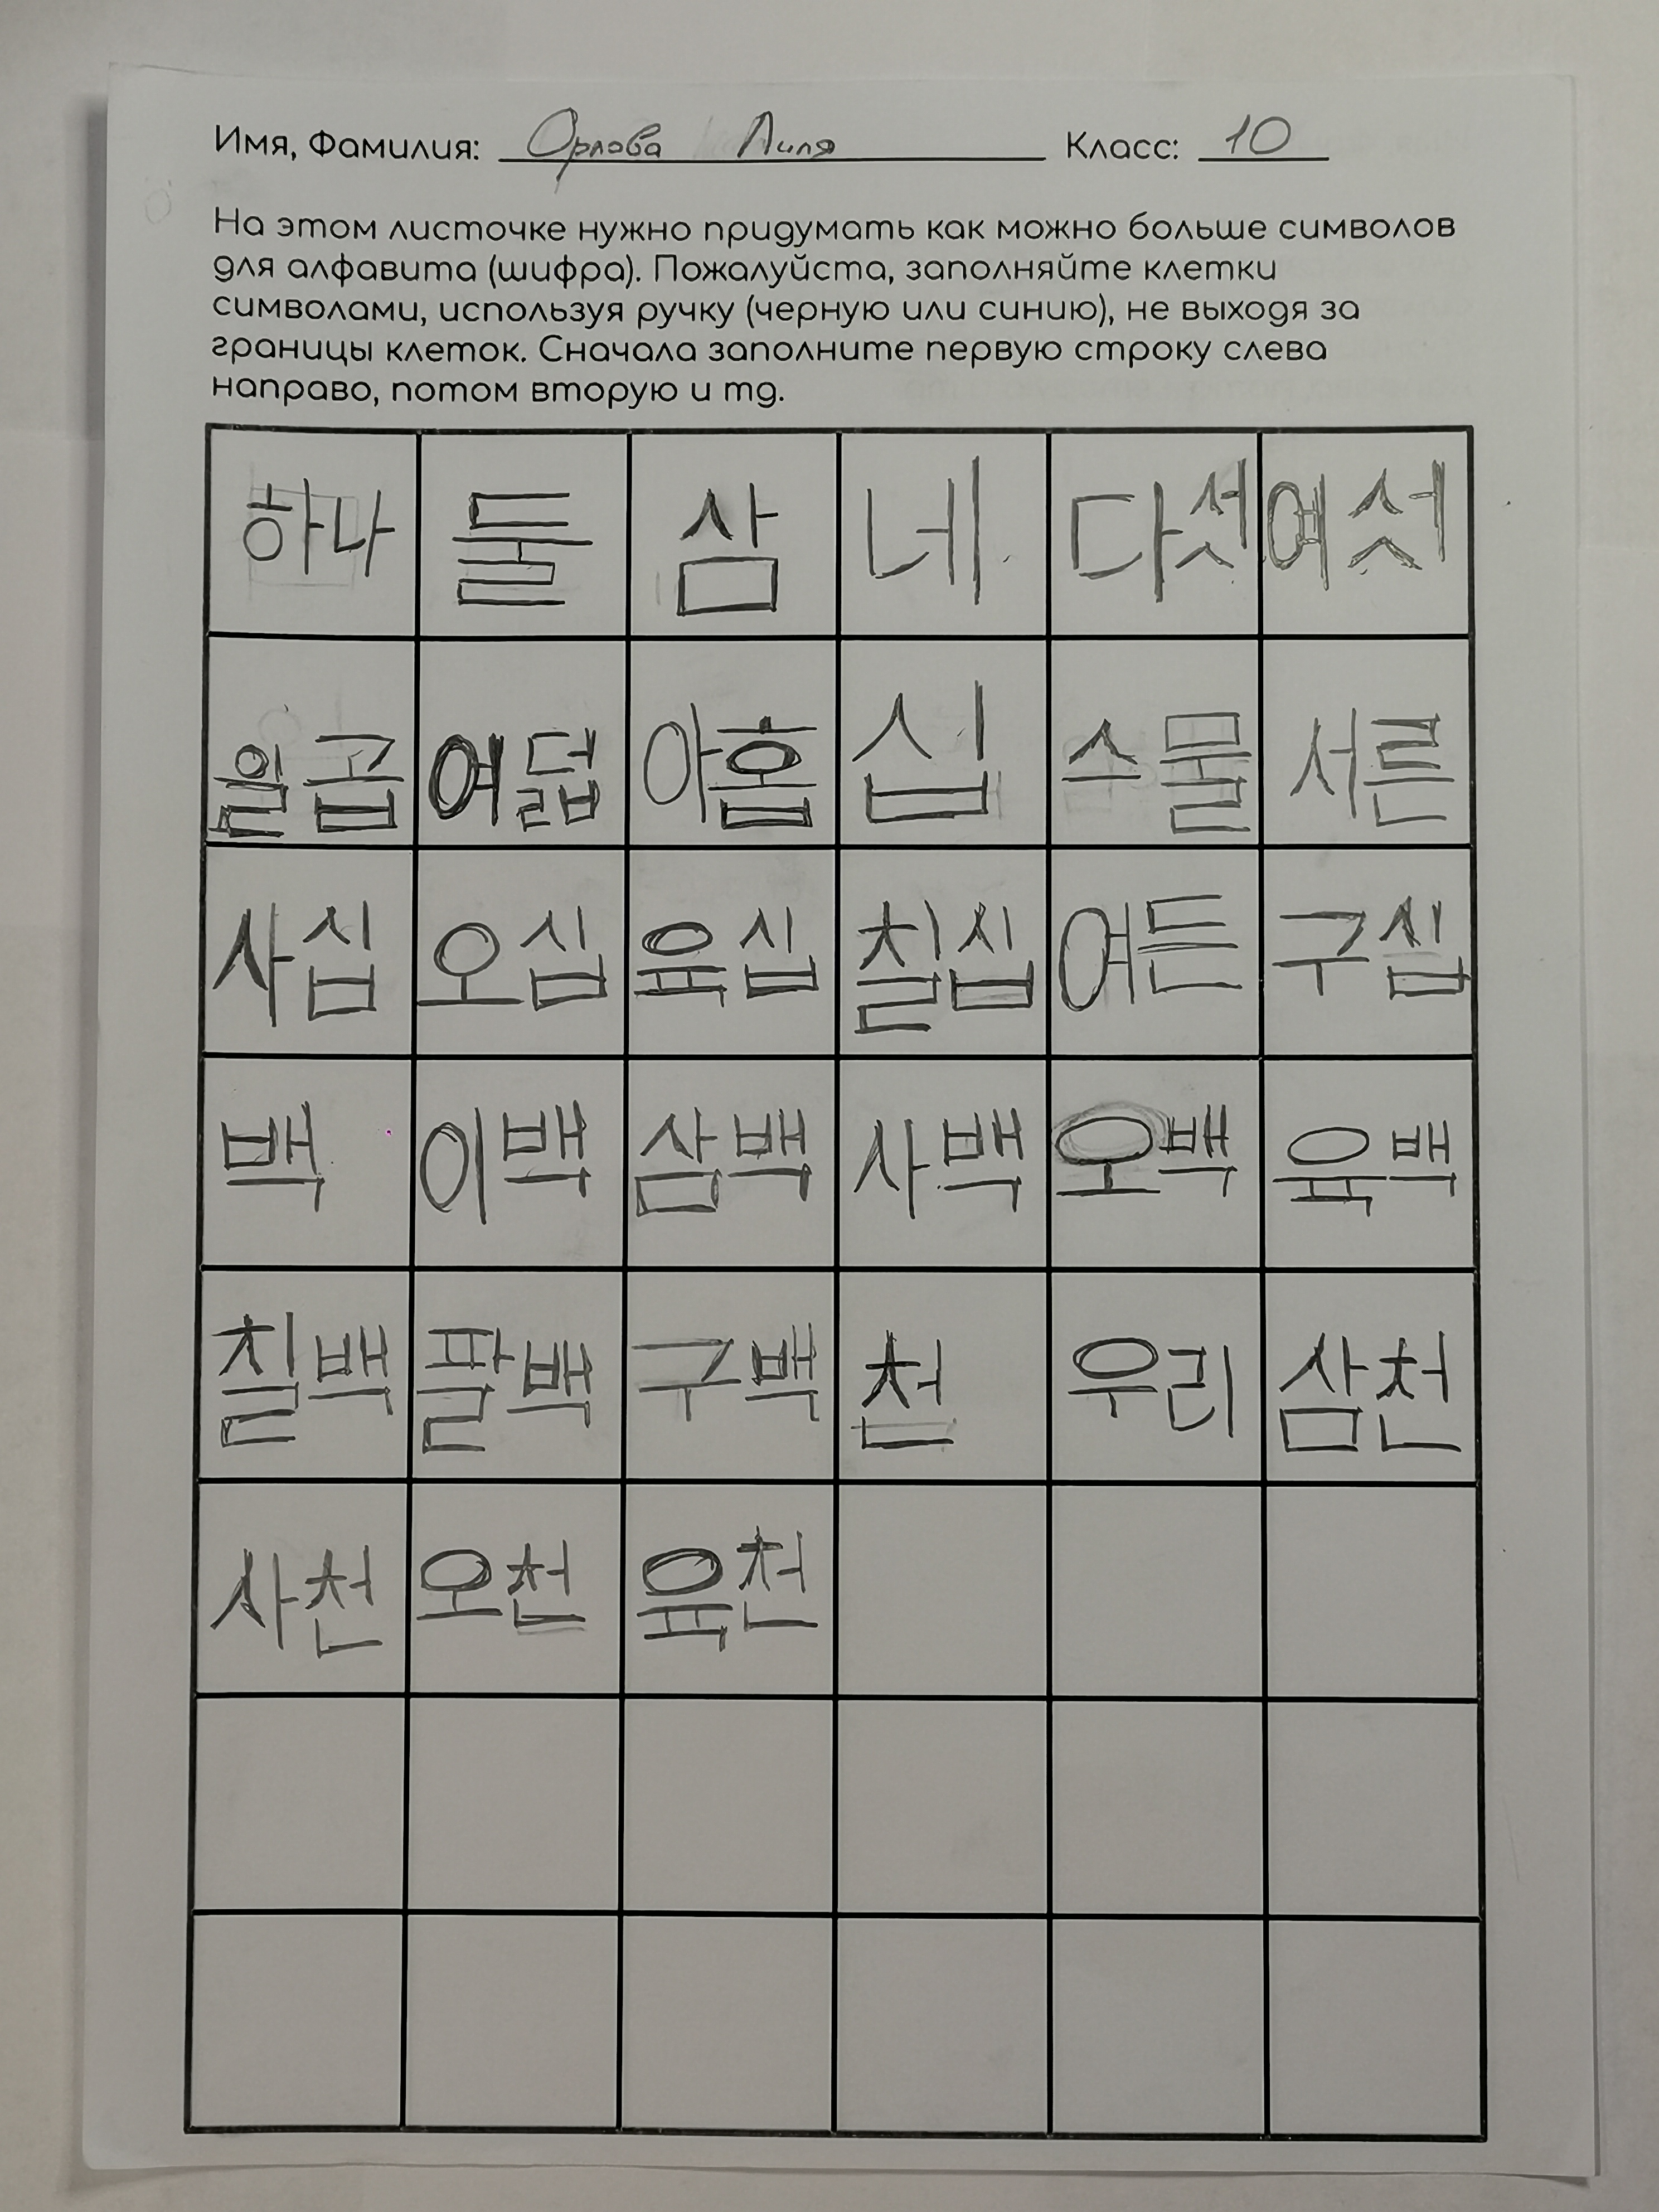 Имя, Фамилия: Орлова Лиля Класс: 10
На этом листочке нужно придумать как можно больше символов
для алфавита (шифра). Пожалуйста, заполняйте клетки
символами, используя ручку (черную или синию), не выходя за
границы клеток. Сначала заполните первую строку слева
направо, потом вторую и тд.
하나 둘 삼 네 다섯 예섯
일곱 여덟 아홉 십 스물 서른
사십 오십 육십 칠십 여든 구십
백 이백 삼백 사백 오백 육백
칠백 팔백 구백 천 우리 삼천
사천 오천 육천